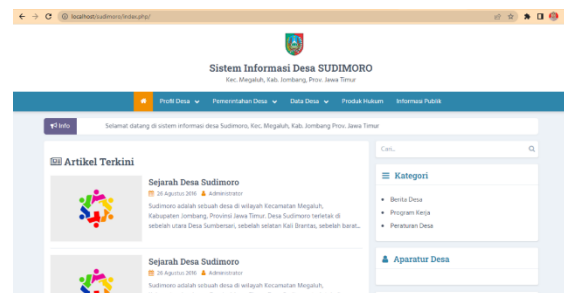 localhost/sudimoro/index.php/
Sistem Informasi Desa SUDIMORO
Kec. Megaluh, Kab. Jombang, Prov. Jawa Timur
Profil Desa Pemerintahan Desa Data Desa Produk Hukum Informasi Publik
Info Selamat datang di sistem informasi desa Sudimoro, Kec. Megaluh, Kab. Jombang Prov. Jawa Timur
Cari..
Artikel Terkini
Sejarah Desa Sudimoro
26 Agustus 2016 Administrator
Sudimoro adalah sebuah desa di wilayah Kecamatan Megaluh,
Kabupaten Jombang, Provinsi Jawa Timur. Desa Sudimoro terletak di
sebelah utara Desa Sumbersari, sebelah selatan Kali Brantas, sebelah barat..
Sejarah Desa Sudimoro
26 Agustus 2016 Administrator
Sudimoro adalah sebuah desa di wilayah Kecamatan Megaluh,
Kategori
Berita Desa
Program Kerja
Peraturan Desa
Aparatur Desa